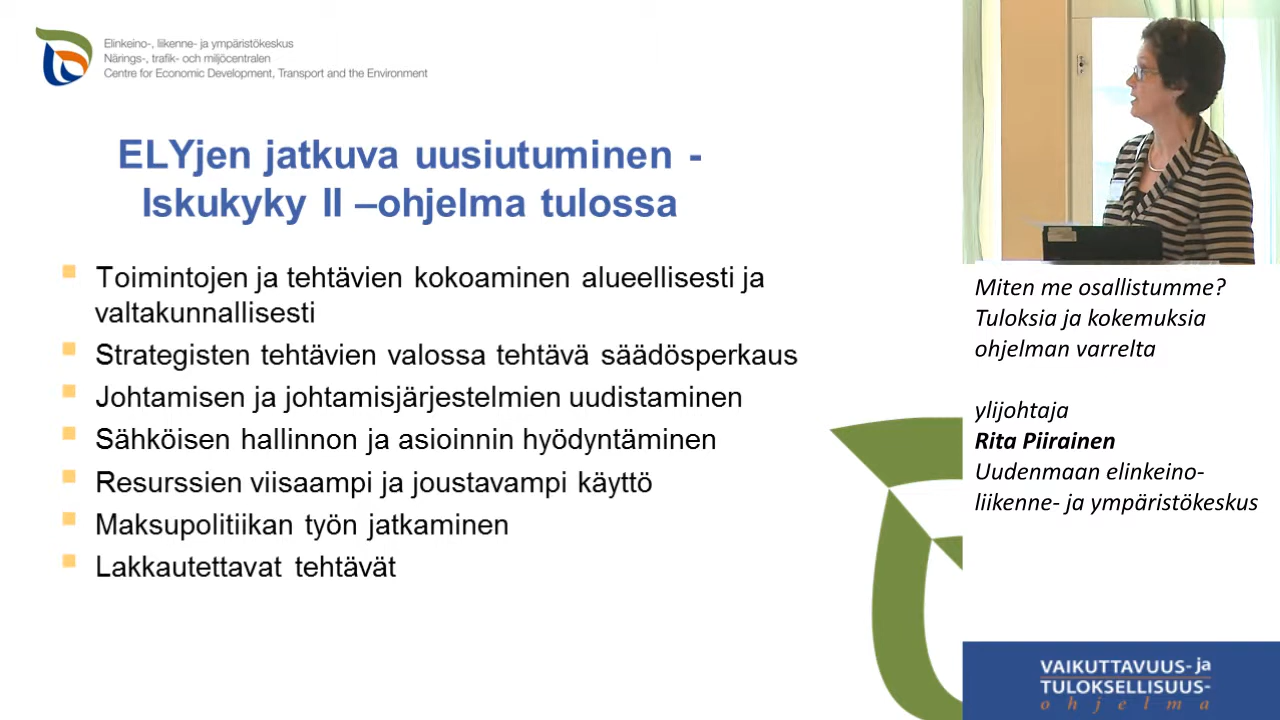 Elinkeino-, liikenne- ja ympäristökeskus
Närings-, trafik- och miljöcentralen
Centre for Economic Development, Transport and the Environment
ELYjen jatkuva uusiutuminen -
Iskukyky II –ohjelma tulossa
Toimintojen ja tehtävien kokoaminen alueellisesti ja
valtakunnallisesti
Strategisten tehtävien valossa tehtävä säädösperkaus
Johtamisen ja johtamisjärjestelmien uudistaminen
Sähköisen hallinnon ja asioinnin hyödyntäminen
Resurssien viisaampi ja joustavampi käyttö
Maksupolitiikan työn jatkaminen
Lakkautettavat tehtävät
Miten me osallistumme?
Tuloksia ja kokemuksia
ohjelman varrelta
ylijohtaja
Rita Piirainen
Uudenmaan elinkeino-
liikenne- ja ympäristökeskus
VAIKUTTAVUUS- ja
TULOKSELLISUUS-
ohjelma